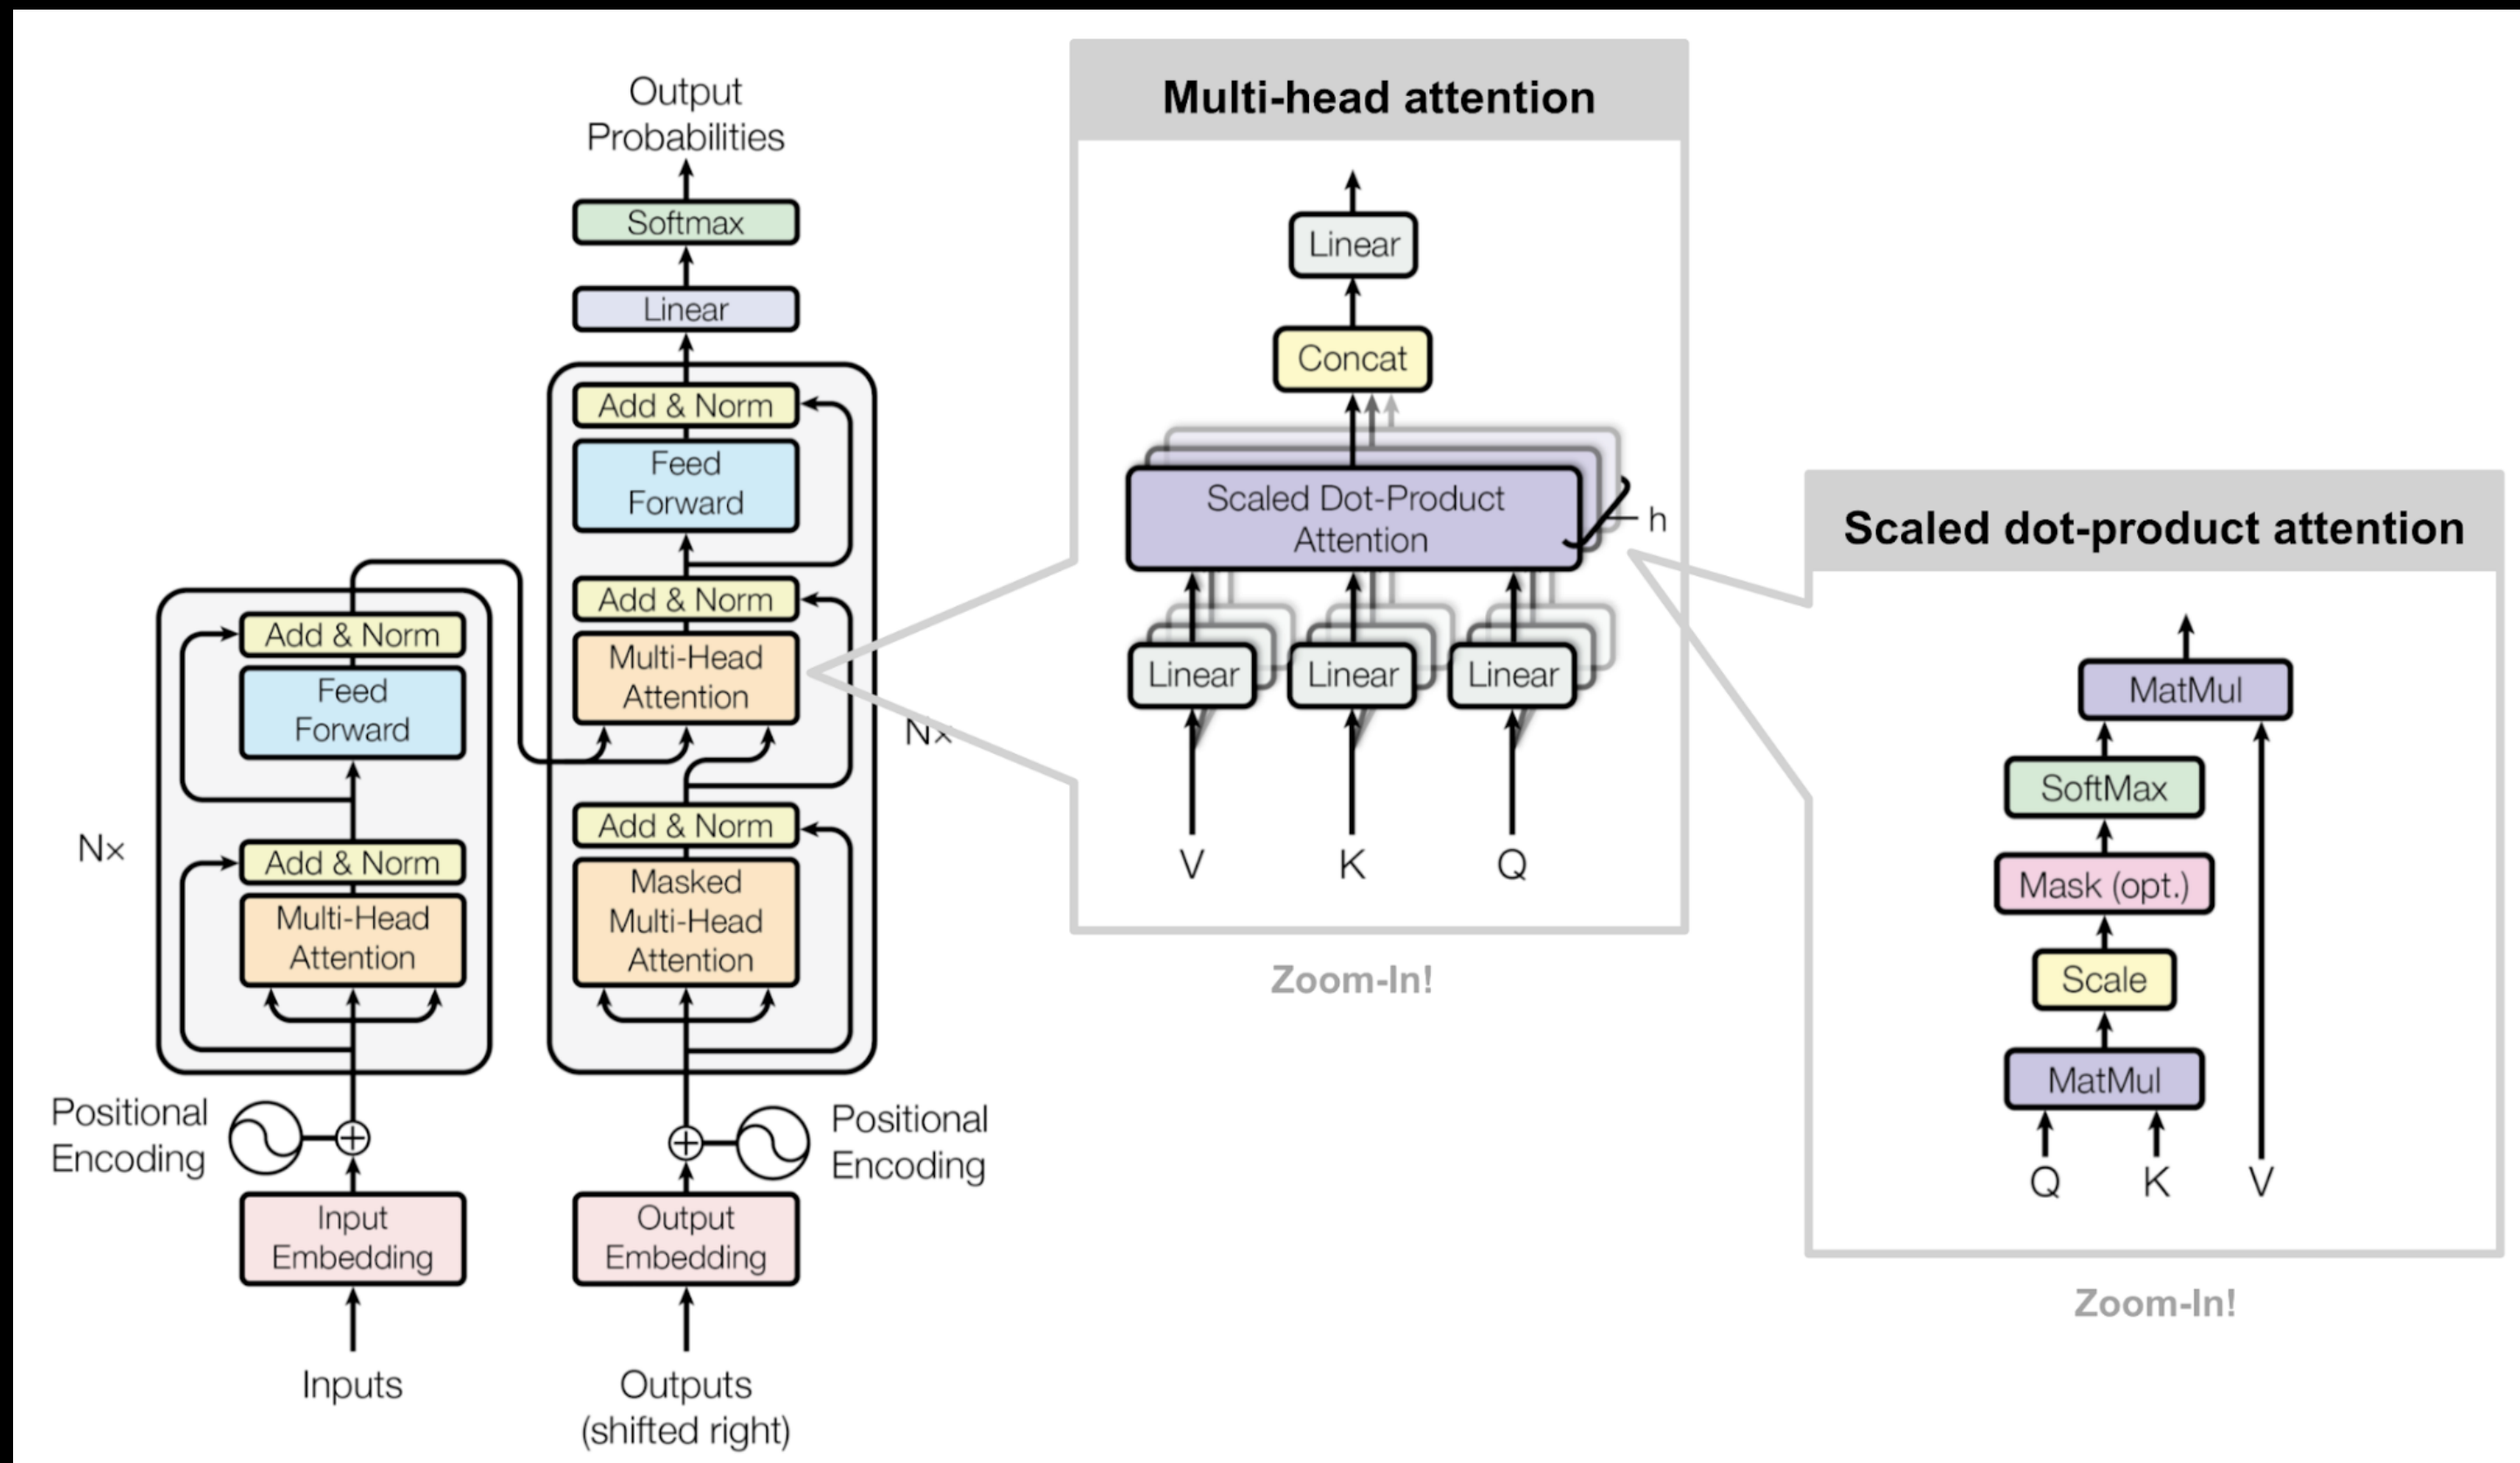 Output
Probabilities
Softmax
Linear
Add & Norm
Feed
Forward
Add & Norm
Multi-Head
Attention
Nx
Add & Norm
Masked
Multi-Head
Attention
Positional
Encoding
Output
Embedding
Outputs
(shifted right)
Add & Norm
Feed
Forward
Nx
Add & Norm
Multi-Head
Attention
Positional
Encoding
Input
Embedding
Inputs
Multi-head attention
Linear
Concat
Scaled Dot-Product
Attention
h
Linear
Linear
Linear
V
K
Q
Zoom-In!
Scaled dot-product attention
MatMul
SoftMax
Mask (opt.)
Scale
MatMul
Q
K
V
Zoom-In!